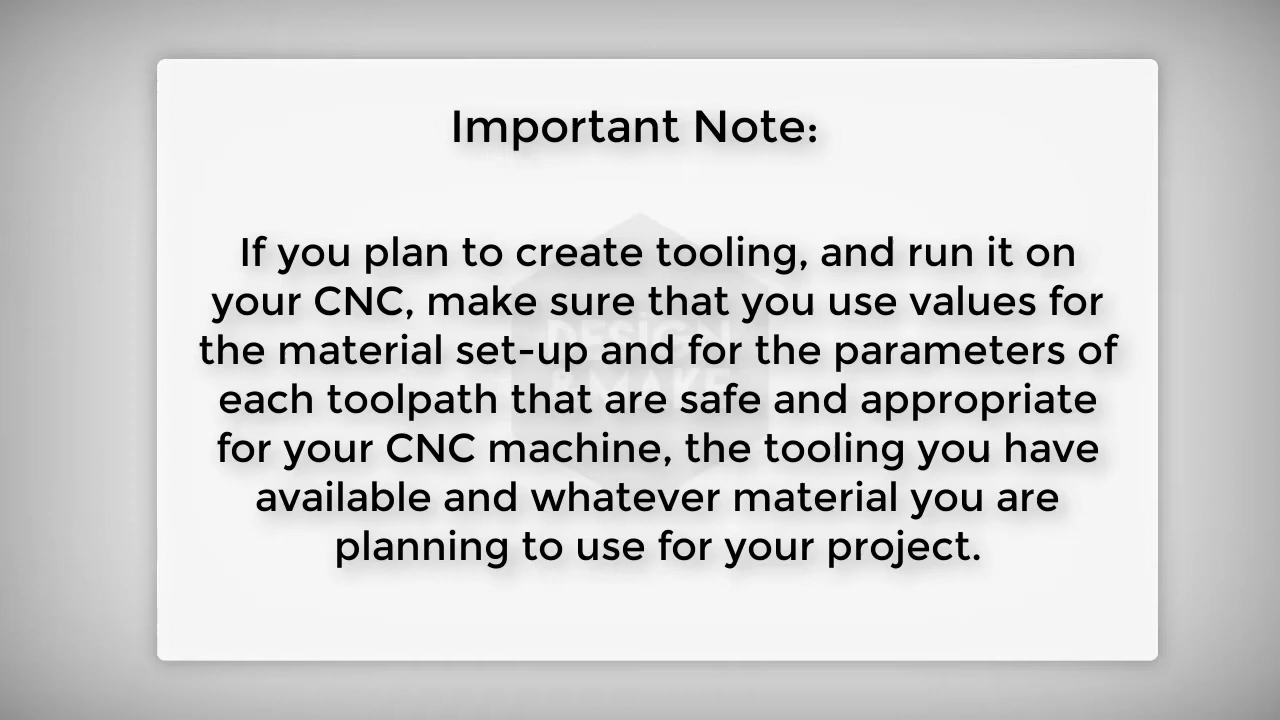 Important Note:
If you plan to create tooling, and run it on
your CNC, make sure that you use values for
the material set-up and for the parameters of
each toolpath that are safe and appropriate
for your CNC machine, the tooling you have
available and whatever material you are
planning to use for your project.
DESIGN
& MAKE